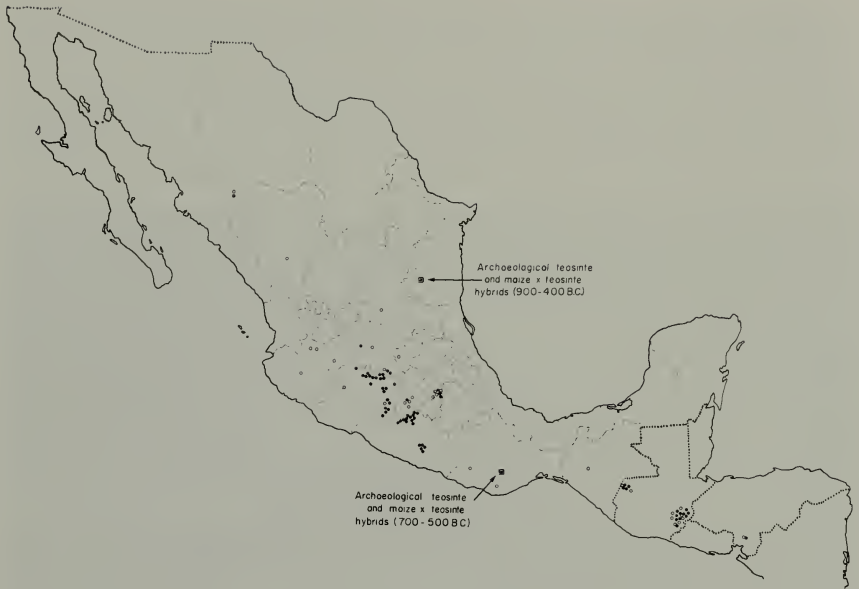 Archaeological teosinte
and maize x teosinte
hybrids (900-400 B.C)
Archaeological teosinte
and maize x teosinte
hybrids (700-500 B C)